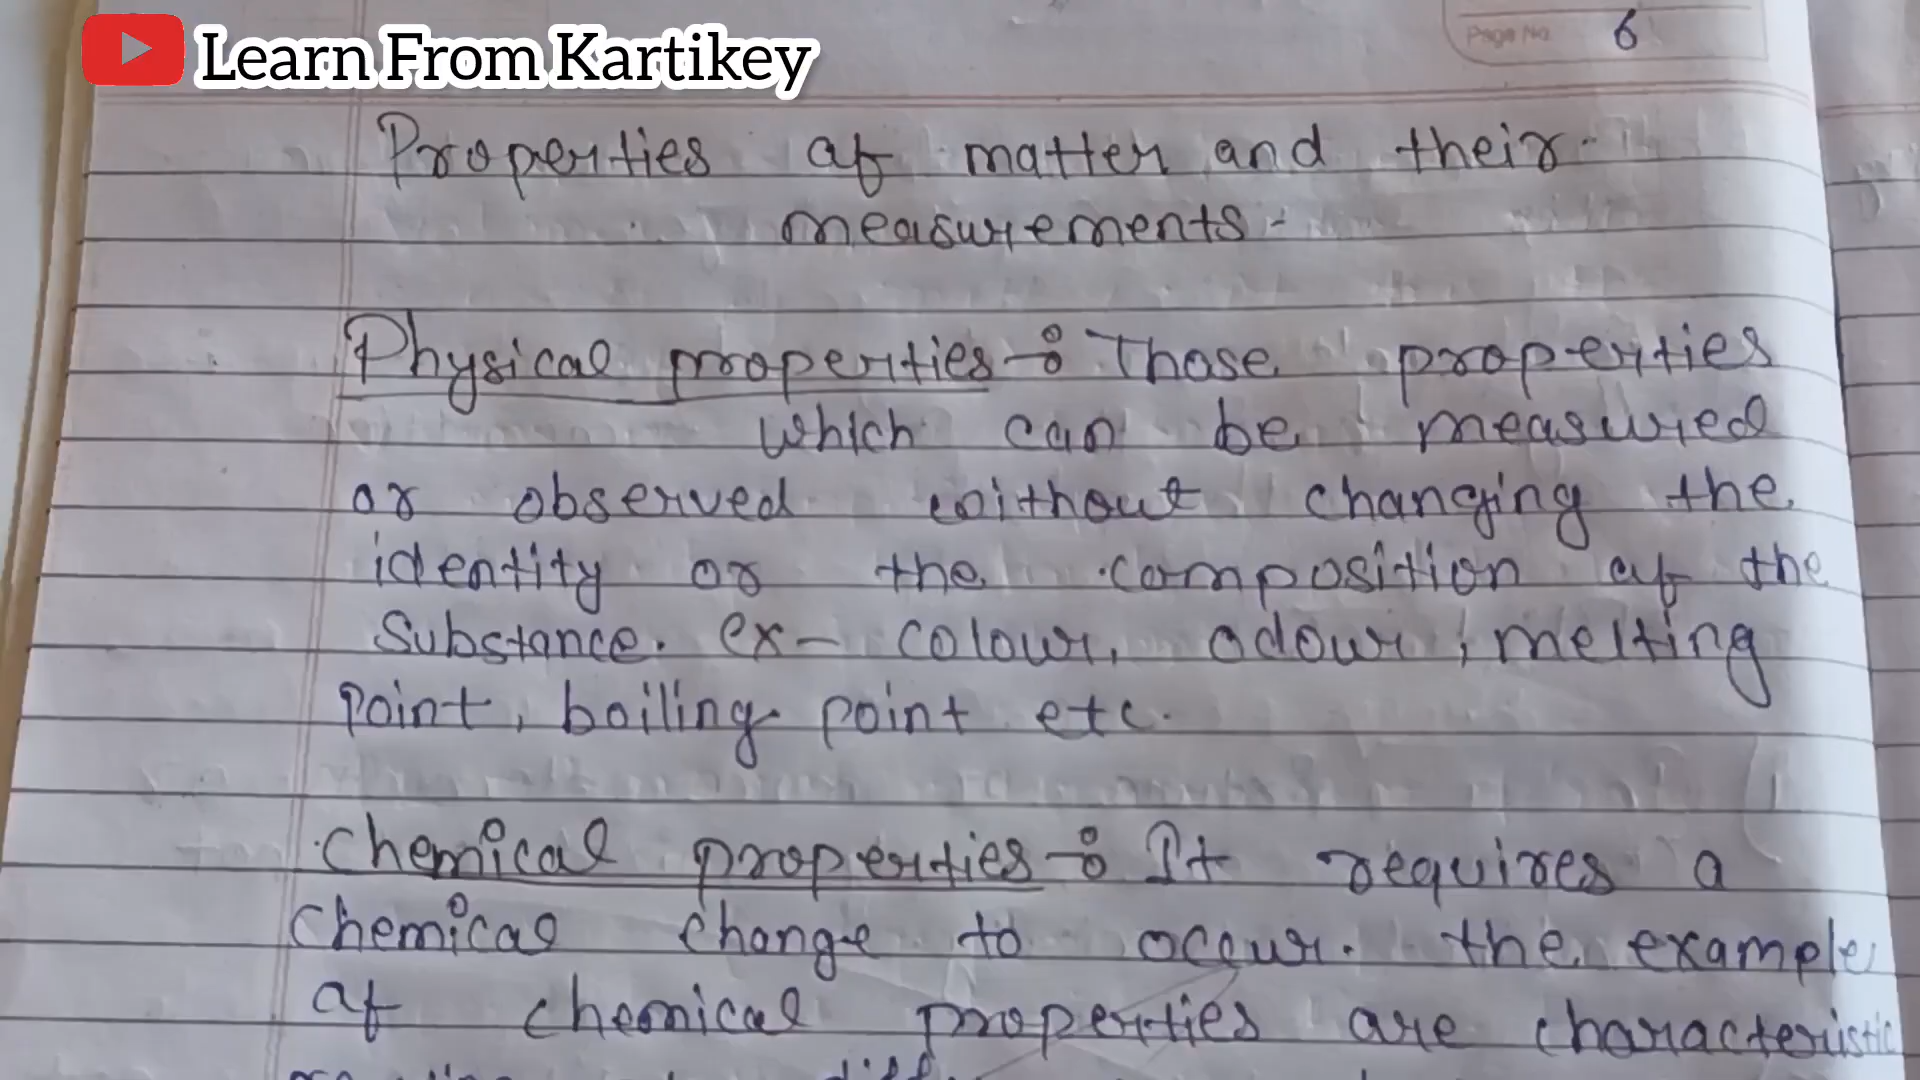 Learn From Kartikey
Page No. 6
Properties of matter and their
measurements -
Physical properties -: Those properties
which can be measured
or observed without changing the
identity or the composition of the
substance. ex- colour, odour, melting
point, boiling point etc.
chemical properties -: It requires a
chemical change to occur. the example
of chemical properties are characteristic